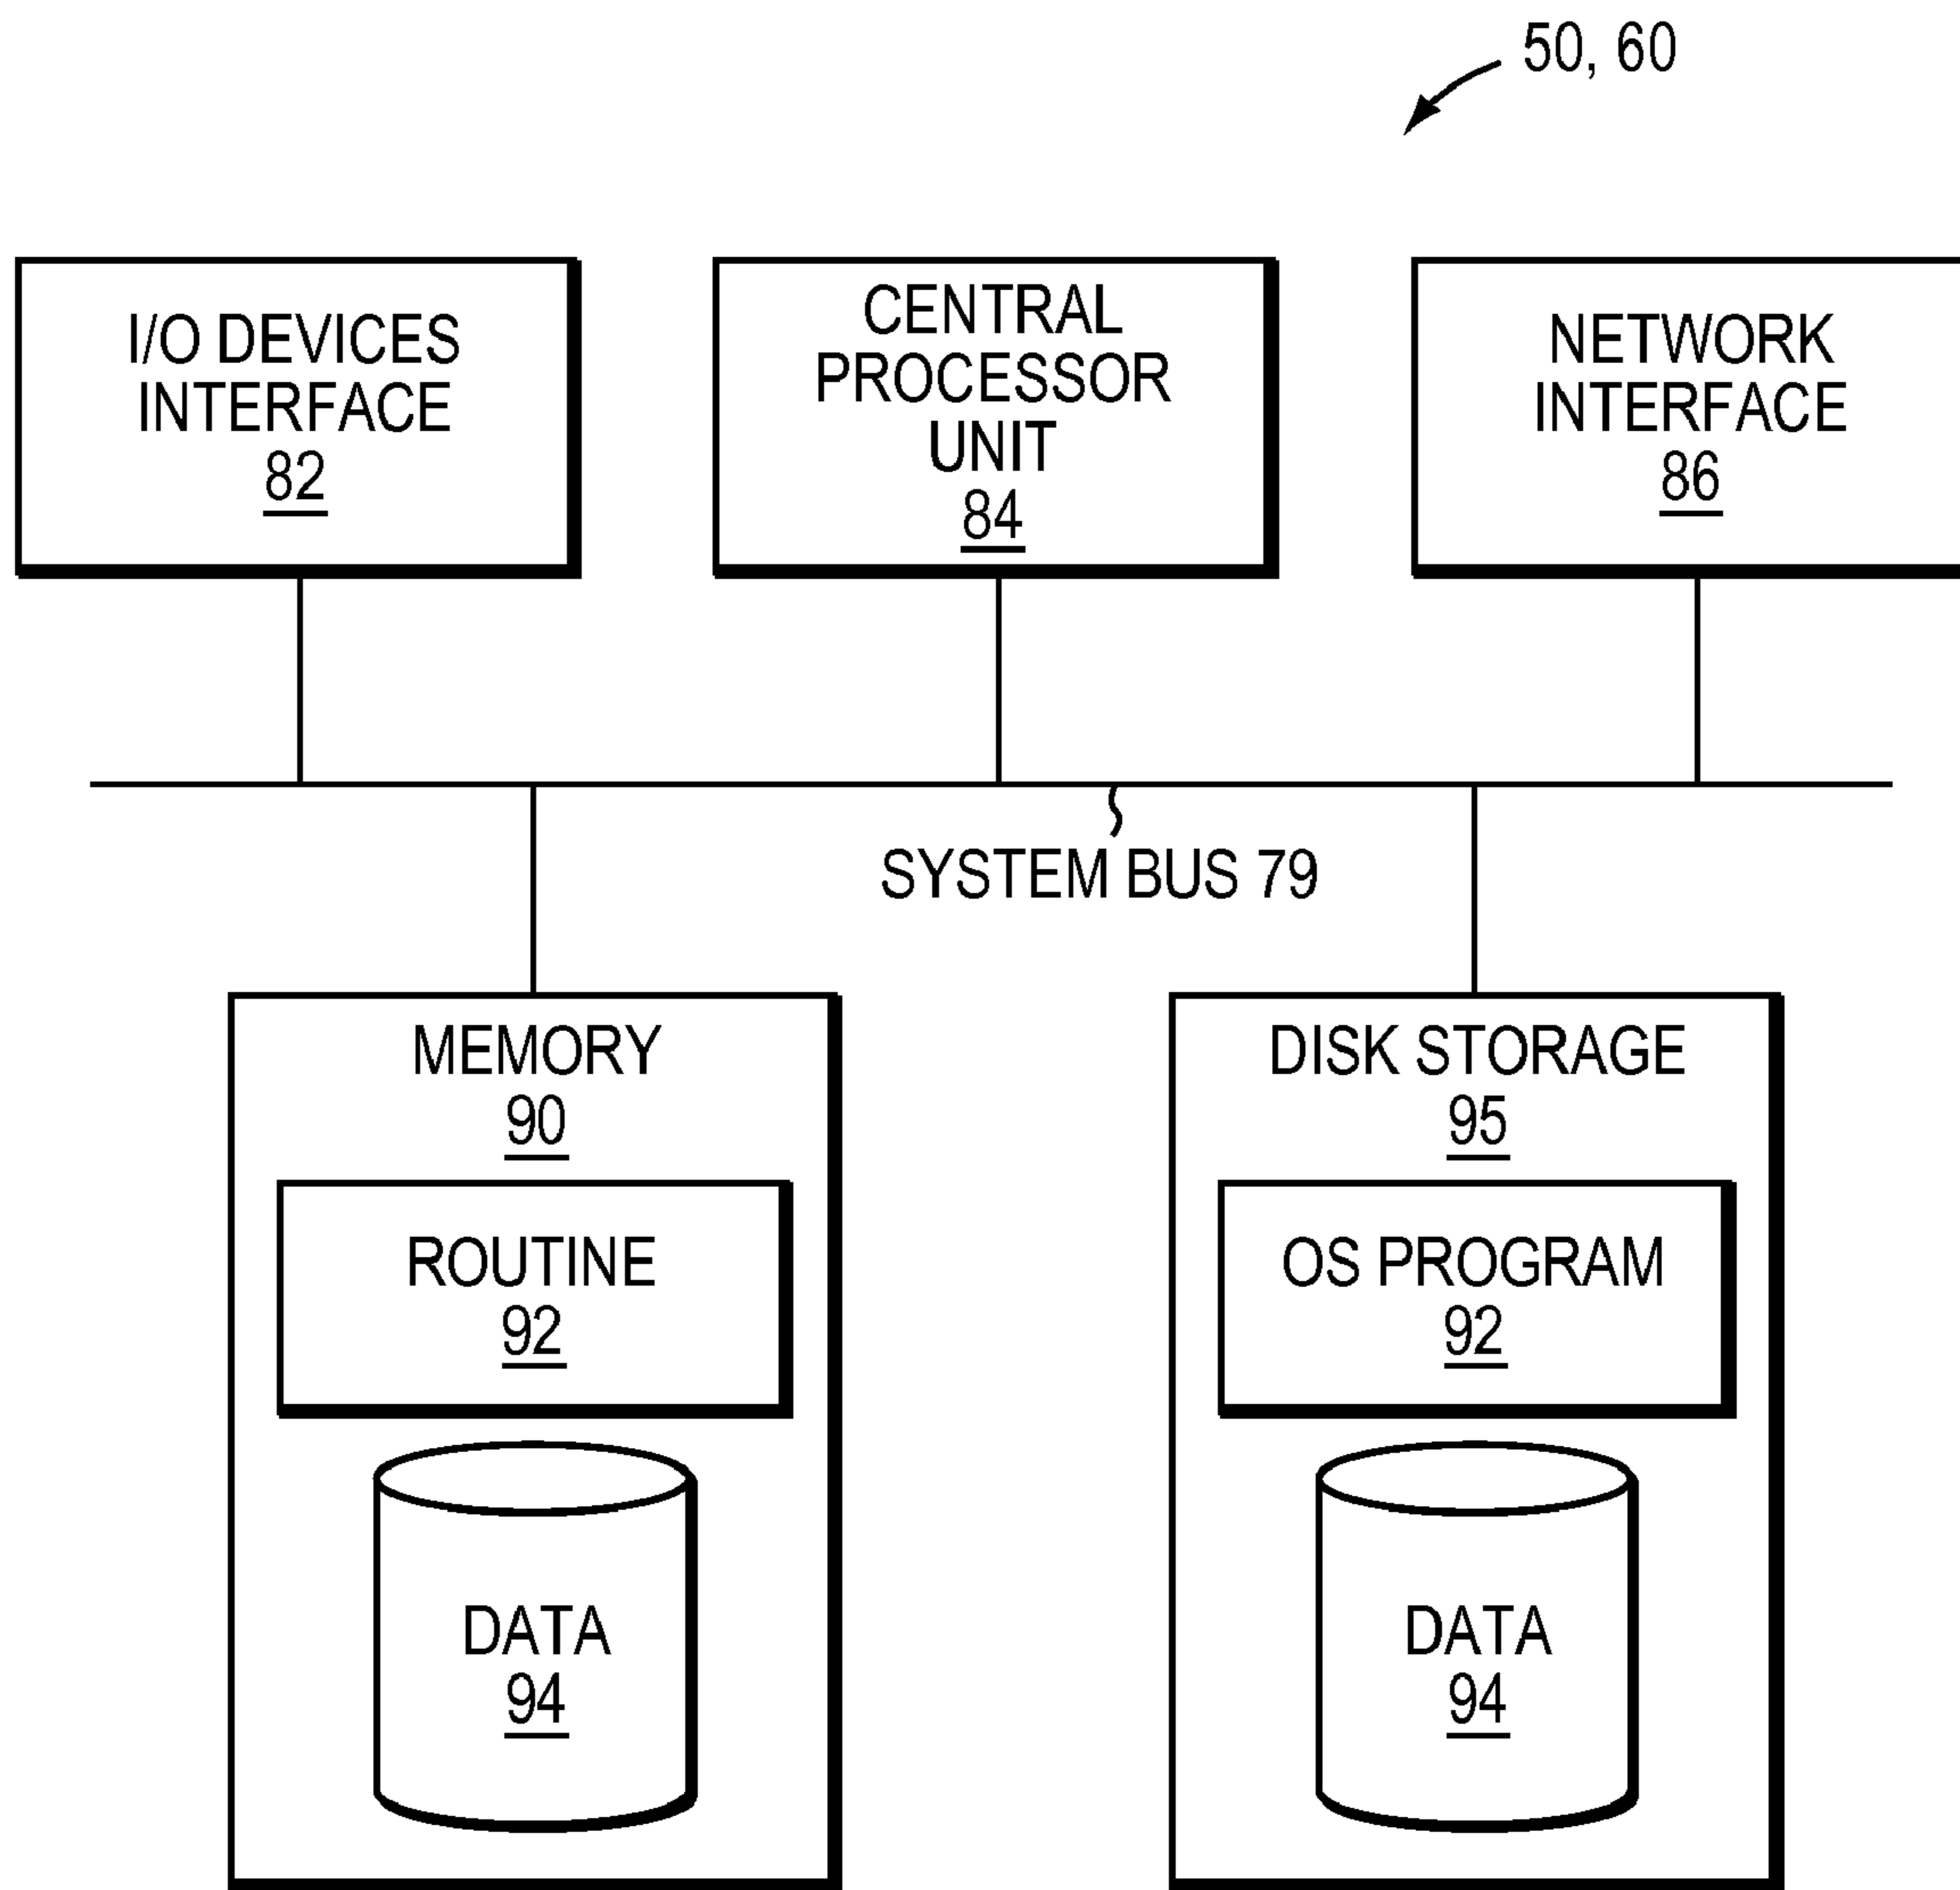 50, 60
I/O DEVICES
INTERFACE
82
CENTRAL
PROCESSOR
UNIT
84
NETWORK
INTERFACE
86
SYSTEM BUS 79
MEMORY
90
ROUTINE
92
DATA
94
DISK STORAGE
95
OS PROGRAM
92
DATA
94